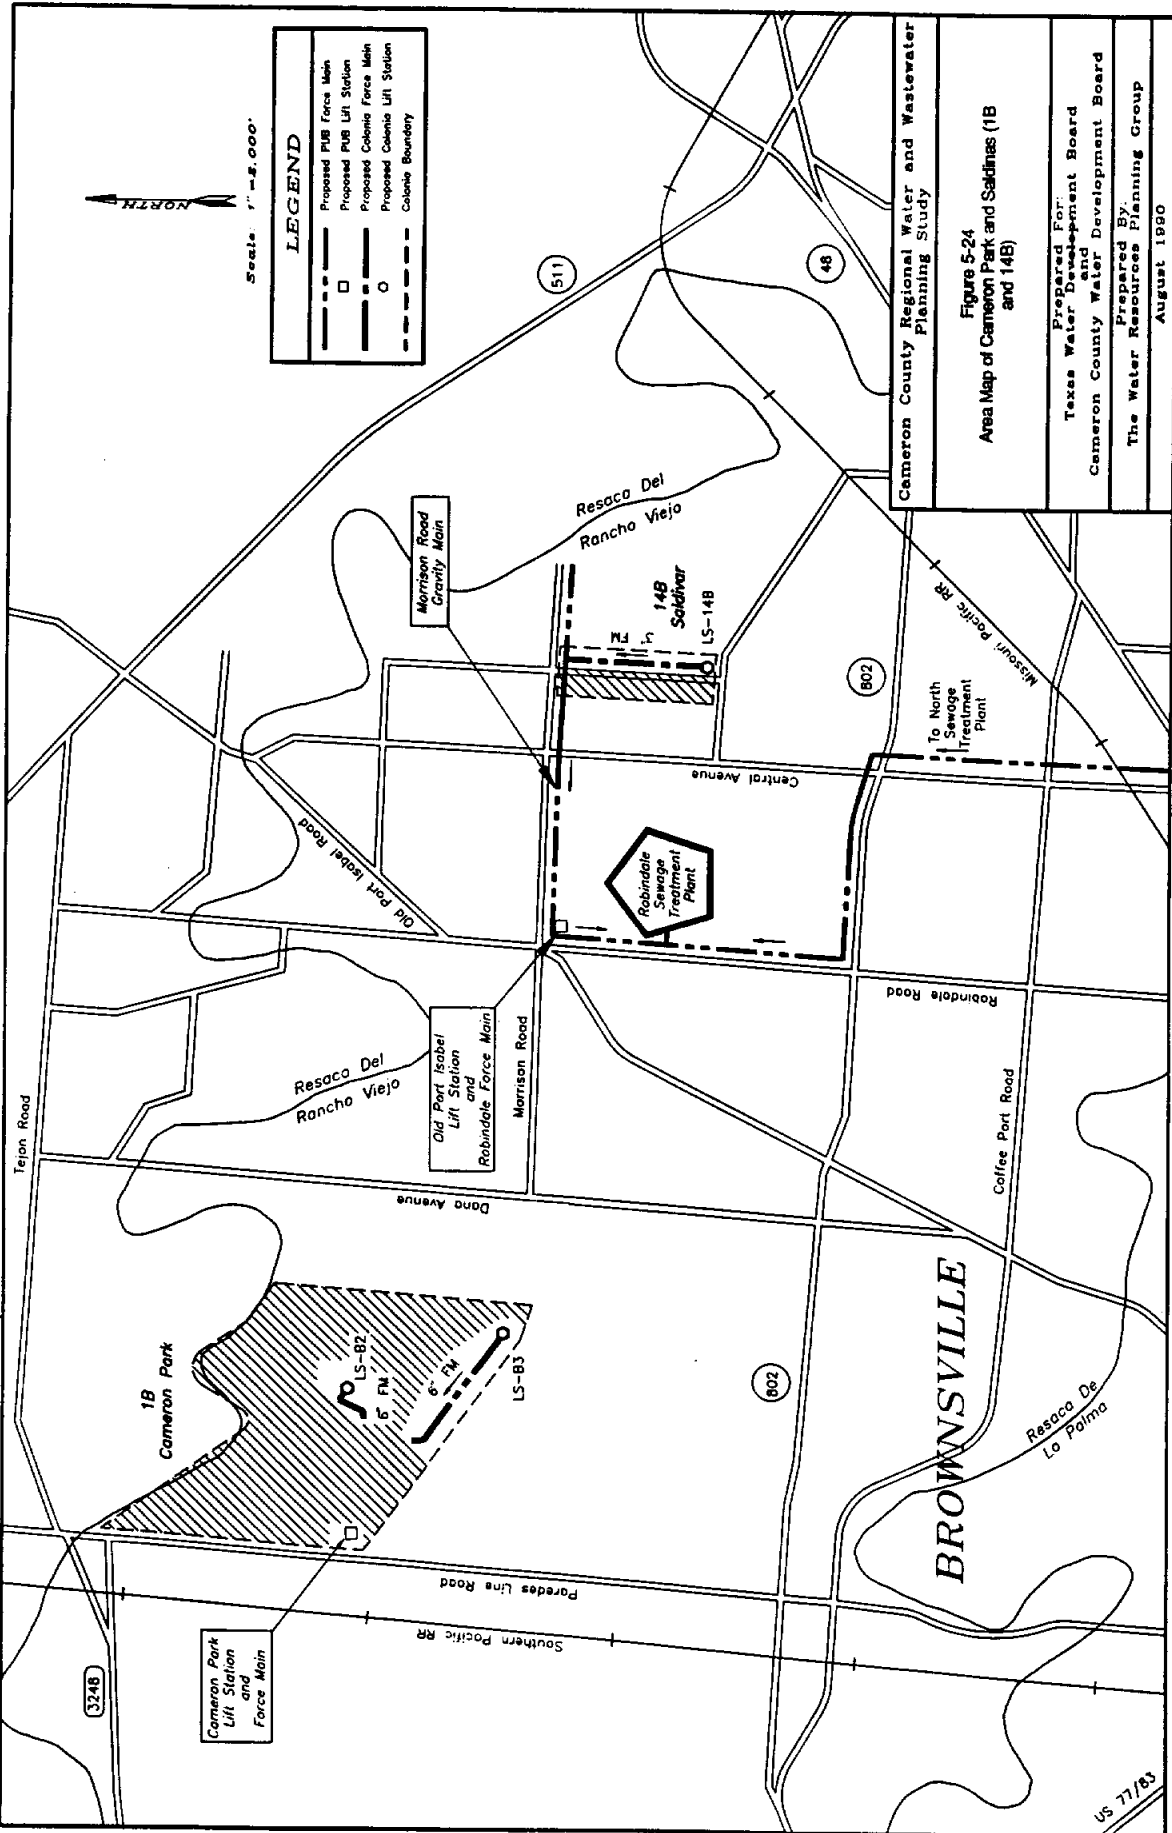 NORTH
Scale: 1"=2,000'
LEGEND
Proposed PUB Force Main
Proposed PUB Lift Station
Proposed Colonia Force Main
Proposed Colonia Lift Station
Colonia Boundary
Tejon Road
3248
Cameron Park
Lift Station
and
Force Main
1B
Cameron Park
LS-B2
6" FM
6" FM
LS-B3
Paredes Line Road
Southern Pacific RR
Dana Avenue
Resaca Del
Rancho Viejo
Old Port Isabel
Lift Station
and
Robindale Force Main
Morrison Road
Old Port Isabel Road
Morrison Road
Gravity Main
Resaca Del
Rancho Viejo
511
48
14B
Saldivar
LS-14B
4"
FM
Central Avenue
Robindale
Sewage
Treatment
Plant
Robindale Road
802
To North
Sewage
Treatment
Plant
Missouri Pacific RR
Coffee Port Road
802
BROWNSVILLE
Resaca De
La Palma
US 77/83
Cameron County Regional Water and Wastewater
Planning Study
Figure 5-24
Area Map of Cameron Park and Saldinas (1B
and 14B)
Prepared For:
Texas Water Development Board
and
Cameron County Water Development Board
Prepared By:
The Water Resources Planning Group
August 1990